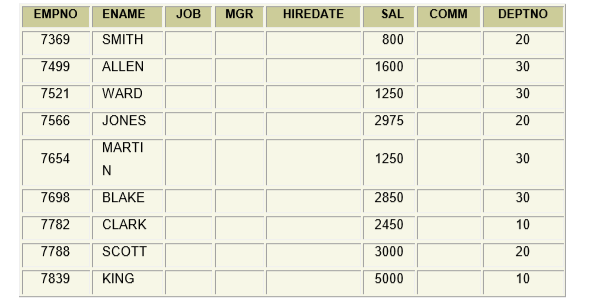 EMPNO ENAME JOB MGR HIREDATE SAL COMM DEPTNO
7369 SMITH 800 20
7499 ALLEN 1600 30
7521 WARD 1250 30
7566 JONES 2975 20
7654 MARTI 1250 30
N
7698 BLAKE 2850 30
7782 CLARK 2450 10
7788 SCOTT 3000 20
7839 KING 5000 10